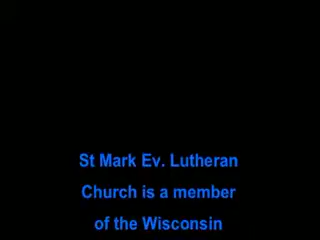 St Mark Ev. Lutheran
Church is a member
of the Wisconsin